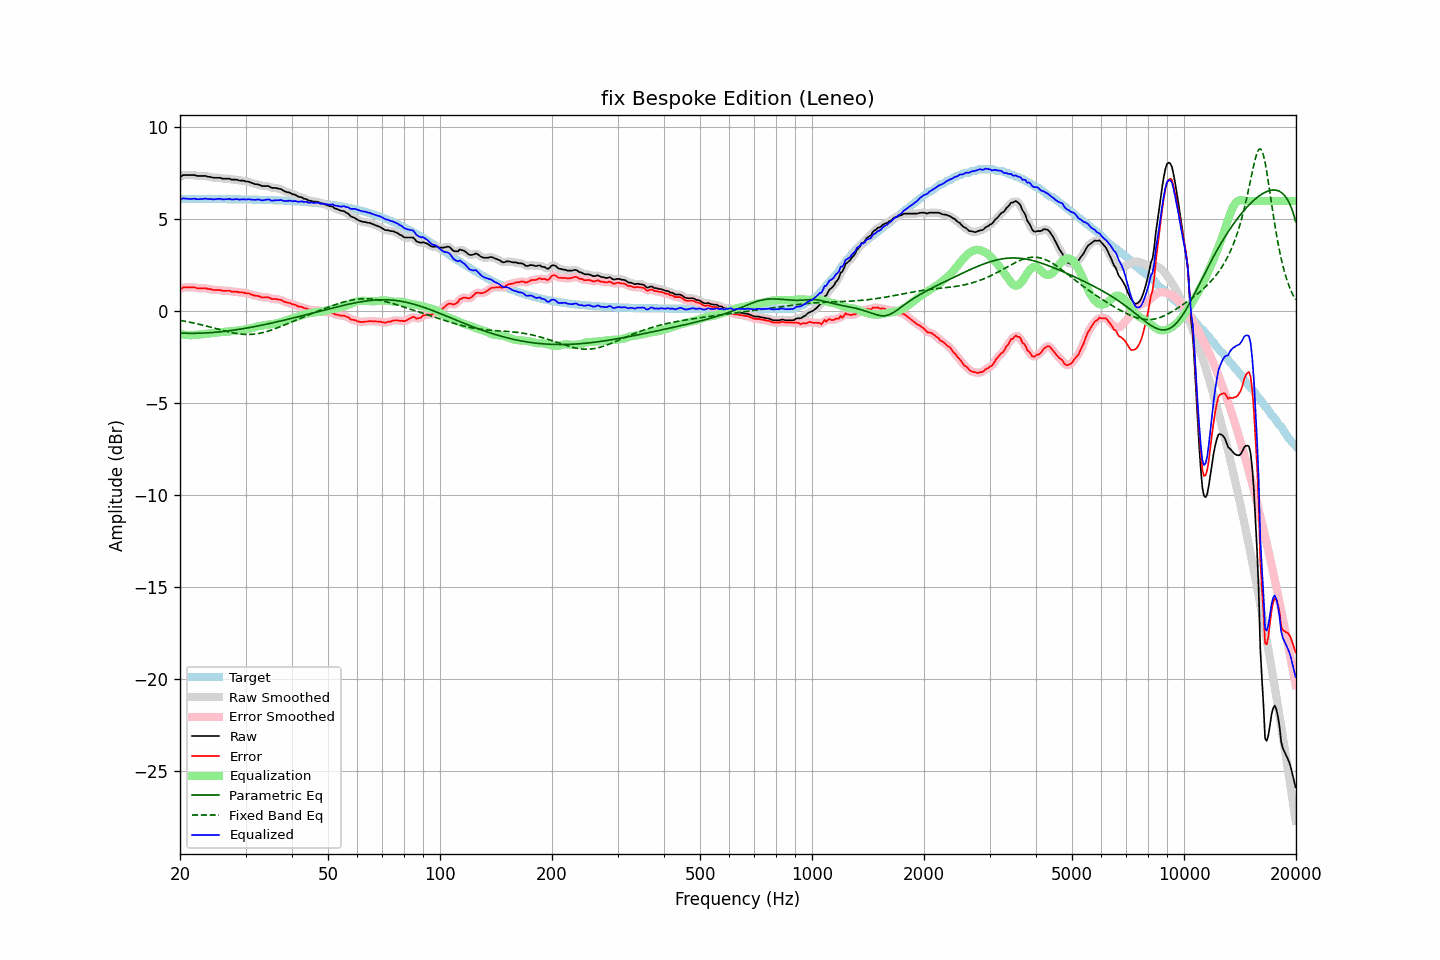 fix Bespoke Edition (Leneo)
Amplitude (dBr)
10
5
0
−5
−10
−15
−20
−25
Target
Raw Smoothed
Error Smoothed
Raw
Error
Equalization
Parametric Eq
Fixed Band Eq
Equalized
20 50 100 200 500 1000 2000 5000 10000 20000
Frequency (Hz)